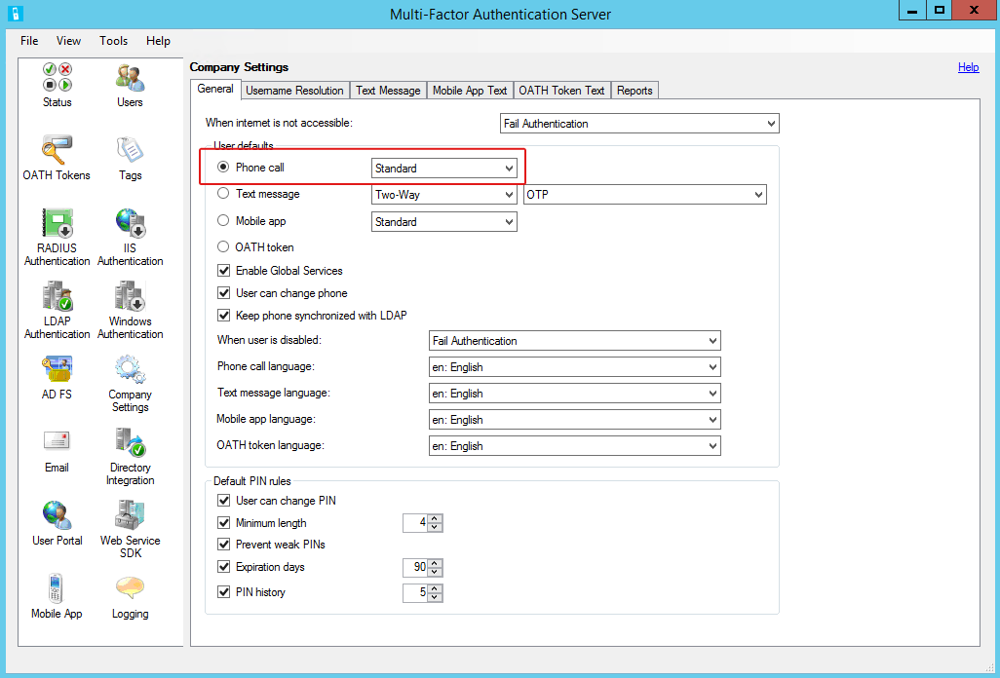 Multi-Factor Authentication Server
File View Tools Help
Status
Users
OATH Tokens
Tags
RADIUS
Authentication
IIS
Authentication
LDAP
Authentication
Windows
Authentication
AD FS
Company
Settings
Email
Directory
Integration
User Portal
Web Service
SDK
Mobile App
Logging
Company Settings
Help
General Username Resolution Text Message Mobile App Text OATH Token Text Reports
When internet is not accessible: Fail Authentication
User defaults
Phone call Standard
Text message Two-Way OTP
Mobile app Standard
OATH token
Enable Global Services
User can change phone
Keep phone synchronized with LDAP
When user is disabled: Fail Authentication
Phone call language: en: English
Text message language: en: English
Mobile app language: en: English
OATH token language: en: English
Default PIN rules
User can change PIN
Minimum length 4
Prevent weak PINs
Expiration days 90
PIN history 5